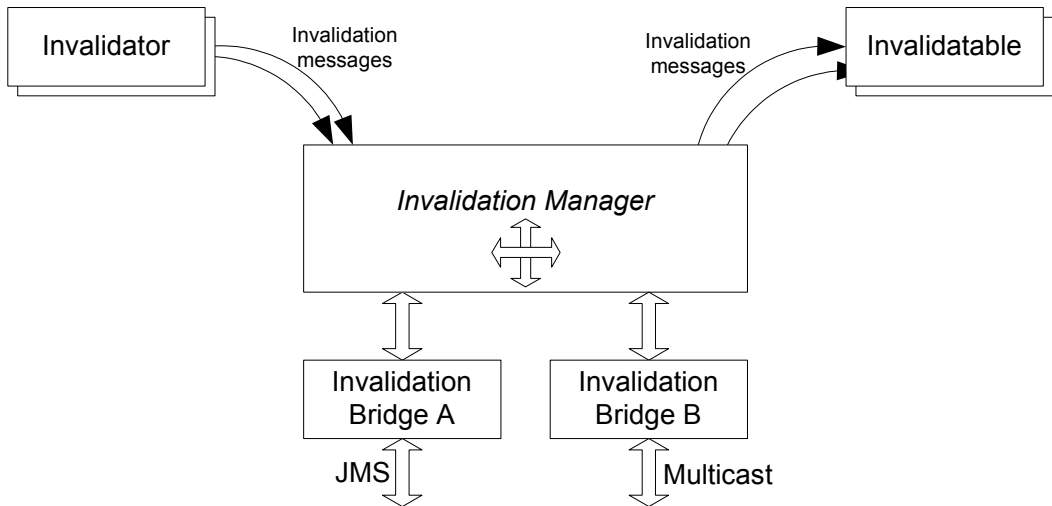 Invalidator
Invalidation
messages
Invalidation
messages
Invalidatable
Invalidation Manager
Invalidation
Bridge A
Invalidation
Bridge B
JMS
Multicast